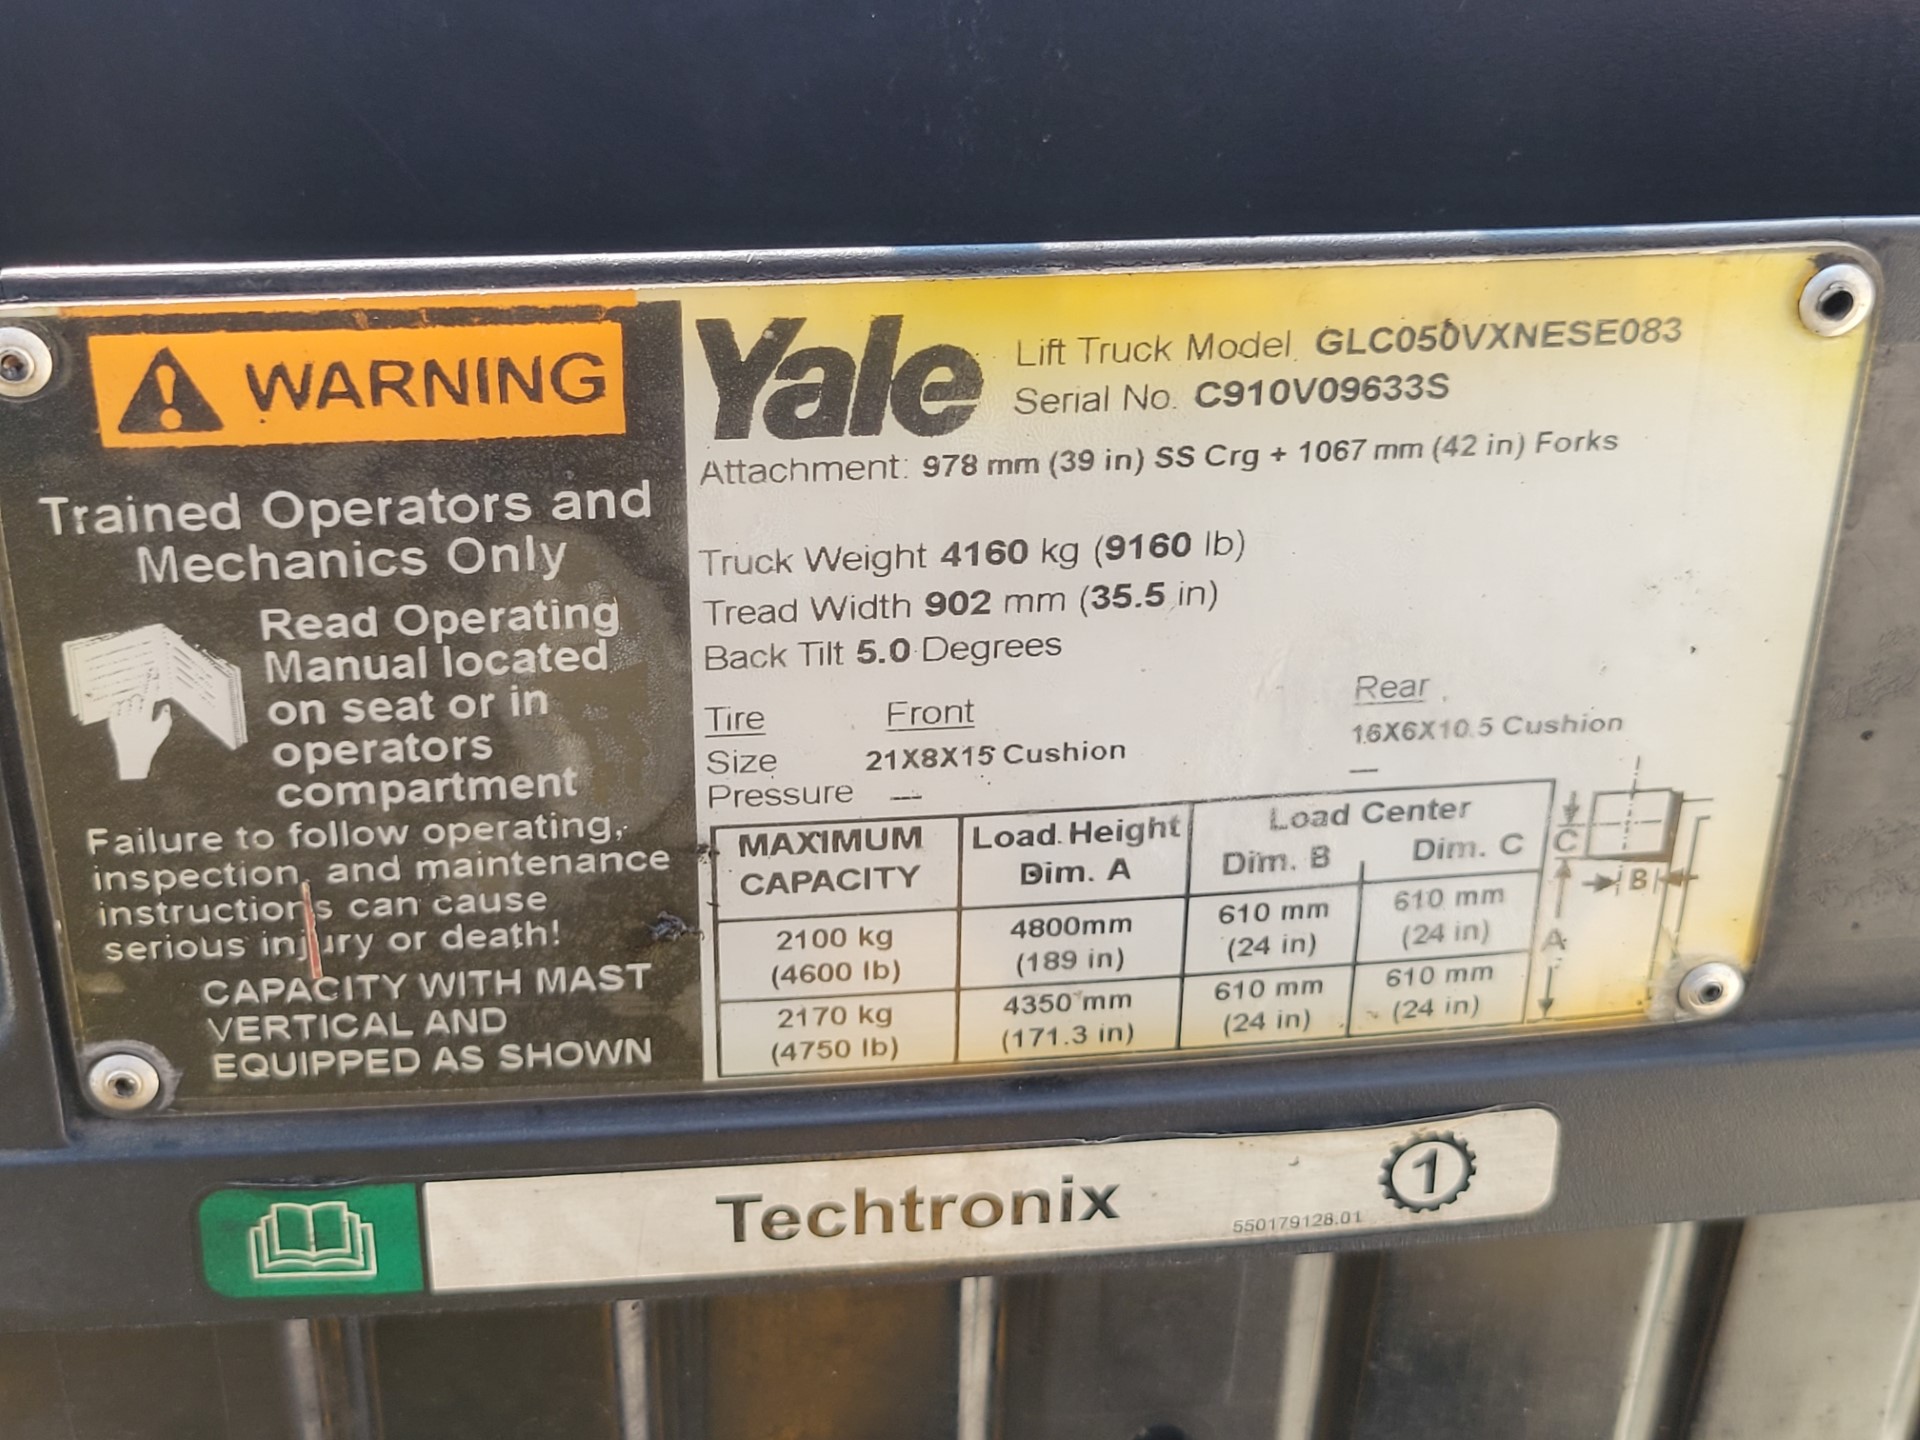 WARNING
Trained Operators and
Mechanics Only
Read Operating
Manual located
on seat or in
operators
compartment
Failure to follow operating,
inspection, and maintenance
instructions can cause
serious injury or death!
CAPACITY WITH MAST
VERTICAL AND
EQUIPPED AS SHOWN
Yale
Lift Truck Model GLC050VXNESE083
Serial No. C910V09633S
Attachment: 978 mm (39 in) SS Crg + 1067 mm (42 in) Forks
Truck Weight 4160 kg (9160 lb)
Tread Width 902 mm (35.5 in)
Back Tilt 5.0 Degrees
Tire Front Rear
Size 21X8X15 Cushion 16X6X10.5 Cushion
Pressure — —
MAXIMUM CAPACITY Load Height Dim. A Load Center Dim. B Dim. C
2100 kg (4600 lb) 4800mm (189 in) 610 mm (24 in) 610 mm (24 in)
2170 kg (4750 lb) 4350 mm (171.3 in) 610 mm (24 in) 610 mm (24 in)
C
B
A
Techtronix 550179128.01 1